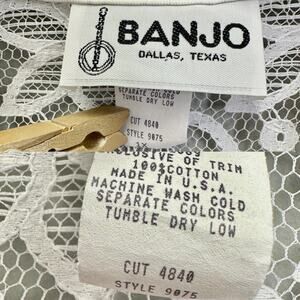 BANJO
DALLAS, TEXAS
SEPARATE COLORS
TUMBLE DRY LOW
CUT 4840
STYLE 9075
OF TRIM
100%COTTON
MADE IN U.S.A.
MACHINE WASH COLD
SEPARATE COLORS
TUMBLE DRY LOW
CUT 4840
STYLE 9075